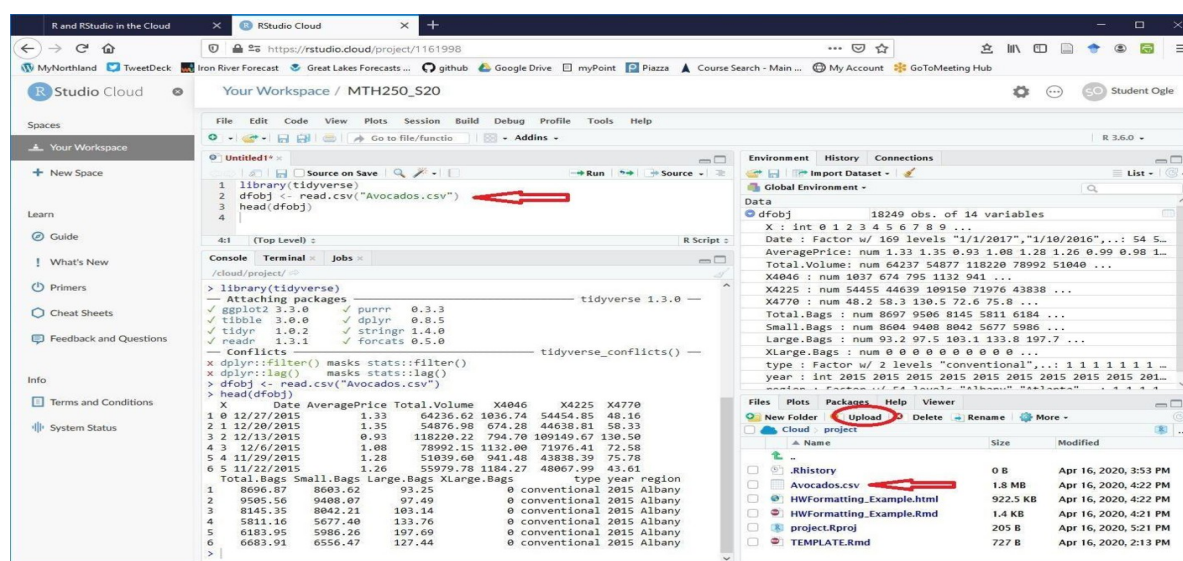 R and RStudio in the Cloud
RStudio Cloud
https://rstudio.cloud/project/1161998
MyNorthland TweetDeck Iron River Forecast Great Lakes Forecasts ... github Google Drive myPoint Piazza Course Search - Main ... My Account GoToMeeting Hub
R Studio Cloud
Your Workspace / MTH250_S20
SO Student Ogle
Spaces
Your Workspace
New Space
Learn
Guide
What's New
Primers
Cheat Sheets
Feedback and Questions
Info
Terms and Conditions
System Status
File Edit Code View Plots Session Build Debug Profile Tools Help
Go to file/functio Addins
R 3.6.0
Untitled1*
Source on Save Run Source
1 library(tidyverse)
2 dfobj <- read.csv("Avocados.csv")
3 head(dfobj)
4
4:1 (Top Level) R Script
Console Terminal Jobs
/cloud/project/
> library(tidyverse)
— Attaching packages — tidyverse 1.3.0 —
✓ ggplot2 3.3.0 ✓ purrr 0.3.3
✓ tibble 3.0.0 ✓ dplyr 0.8.5
✓ tidyr 1.0.2 ✓ stringr 1.4.0
✓ readr 1.3.1 ✓ forcats 0.5.0
— Conflicts — tidyverse_conflicts() —
x dplyr::filter() masks stats::filter()
x dplyr::lag() masks stats::lag()
> dfobj <- read.csv("Avocados.csv")
> head(dfobj)
X Date AveragePrice Total.Volume X4046 X4225 X4770
1 0 12/27/2015 1.33 64236.62 1036.74 54454.85 48.16
2 1 12/20/2015 1.35 54876.98 674.28 44638.81 58.33
3 2 12/13/2015 0.93 118220.22 794.70 109149.67 130.50
4 3 12/6/2015 1.08 78992.15 1132.00 71976.41 72.58
5 4 11/29/2015 1.28 51039.60 941.48 43838.39 75.78
6 5 11/22/2015 1.26 55979.78 1184.27 48067.99 43.61
Total.Bags Small.Bags Large.Bags XLarge.Bags type year region
1 8696.87 8603.62 93.25 0 conventional 2015 Albany
2 9505.56 9408.07 97.49 0 conventional 2015 Albany
3 8145.35 8042.21 103.14 0 conventional 2015 Albany
4 5811.16 5677.40 133.76 0 conventional 2015 Albany
5 6183.95 5986.26 197.69 0 conventional 2015 Albany
6 6683.91 6556.47 127.44 0 conventional 2015 Albany
>
Environment History Connections
Import Dataset List
Global Environment
Data
dfobj 18249 obs. of 14 variables
X : int 0 1 2 3 4 5 6 7 8 9 ...
Date : Factor w/ 169 levels "1/1/2017","1/10/2016",..: 54 5…
AveragePrice: num 1.33 1.35 0.93 1.08 1.28 1.26 0.99 0.98 1…
Total.Volume: num 64237 54877 118220 78992 51040 ...
X4046 : num 1037 674 795 1132 941 ...
X4225 : num 54455 44639 109150 71976 43838 ...
X4770 : num 48.2 58.3 130.5 72.6 75.8 ...
Total.Bags : num 8697 9506 8145 5811 6184 ...
Small.Bags : num 8604 9408 8042 5677 5986 ...
Large.Bags : num 93.2 97.5 103.1 133.8 197.7 ...
XLarge.Bags : num 0 0 0 0 0 0 0 0 0 0 ...
type : Factor w/ 2 levels "conventional",..: 1 1 1 1 1 1 1 …
year : int 2015 2015 2015 2015 2015 2015 2015 2015 2015 201…
Files Plots Packages Help Viewer
New Folder Upload Delete Rename More
Cloud project
Name Size Modified
..
.Rhistory 0 B Apr 16, 2020, 3:53 PM
Avocados.csv 1.8 MB Apr 16, 2020, 4:22 PM
HWFormatting_Example.html 922.5 KB Apr 16, 2020, 4:22 PM
HWFormatting_Example.Rmd 1.4 KB Apr 16, 2020, 4:21 PM
project.Rproj 205 B Apr 16, 2020, 5:21 PM
TEMPLATE.Rmd 727 B Apr 16, 2020, 2:13 PM